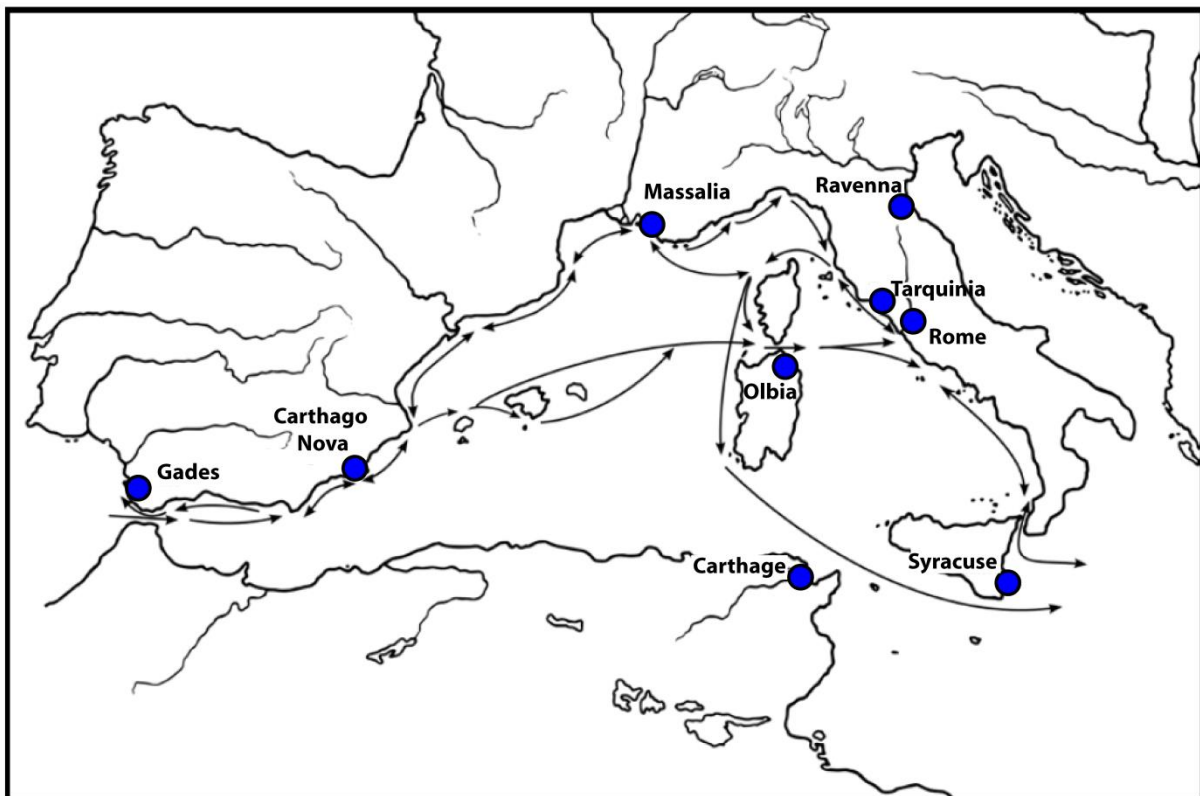 Massalia
Ravenna
Tarquinia
Rome
Olbia
Carthago
Nova
Gades
Carthage
Syracuse